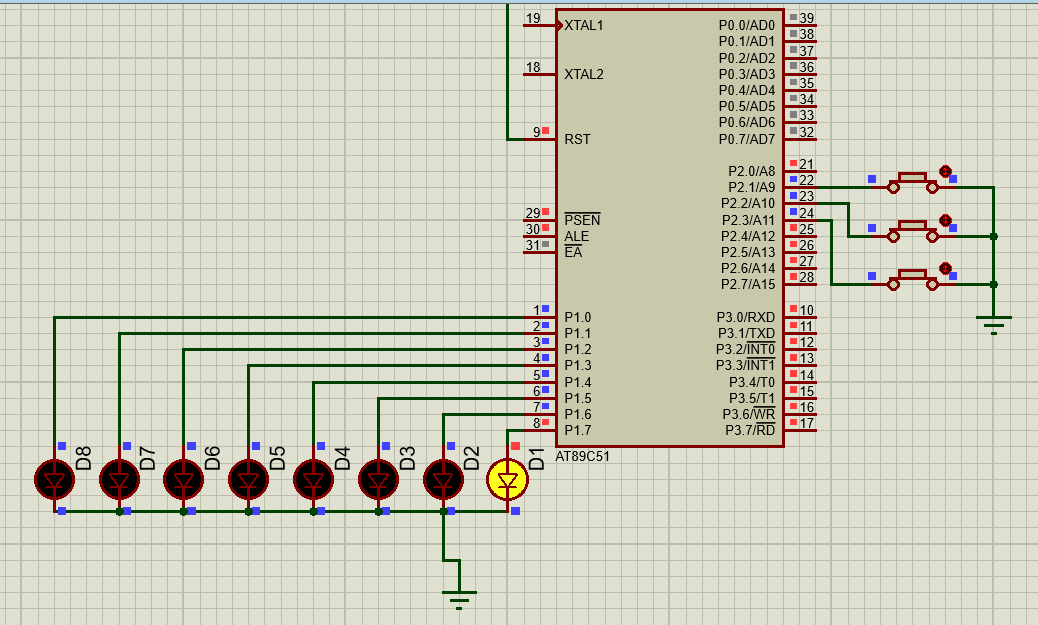 19 XTAL1 P0.0/AD0 39
P0.1/AD1 38
P0.2/AD2 37
18 XTAL2 P0.3/AD3 36
P0.4/AD4 35
P0.5/AD5 34
P0.6/AD6 33
9 RST P0.7/AD7 32
P2.0/A8 21
P2.1/A9 22
P2.2/A10 23
29 PSEN P2.3/A11 24
30 ALE P2.4/A12 25
31 EA P2.5/A13 26
P2.6/A14 27
P2.7/A15 28
1 P1.0 P3.0/RXD 10
2 P1.1 P3.1/TXD 11
3 P1.2 P3.2/INT0 12
4 P1.3 P3.3/INT1 13
5 P1.4 P3.4/T0 14
6 P1.5 P3.5/T1 15
7 P1.6 P3.6/WR 16
8 P1.7 P3.7/RD 17
AT89C51
D8 D7 D6 D5 D4 D3 D2 D1